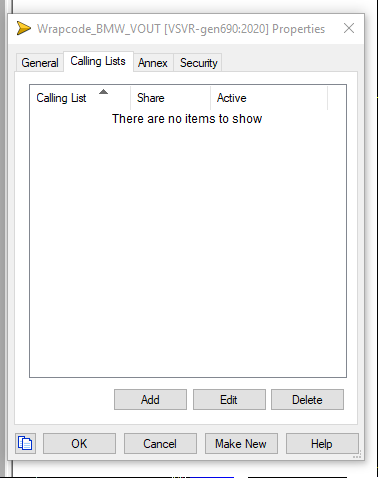 Wrapcode_BMW_VOUT [VSVR-gen690:2020] Properties
General Calling Lists Annex Security
Calling List Share Active
There are no items to show
Add Edit Delete
OK Cancel Make New Help